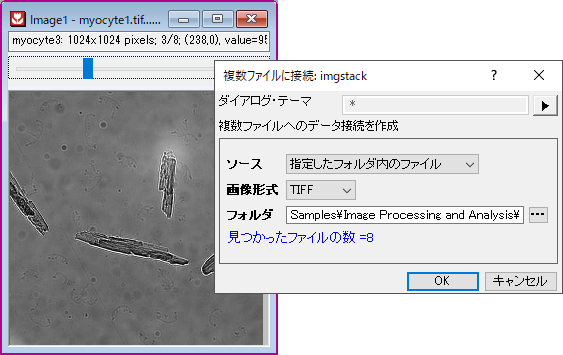 Image1 - myocyte1.tif......
myocyte3: 1024x1024 pixels; 3/8; (238,0), value=95
複数ファイルに接続: imgstack
? ×
ダイアログ・テーマ *
複数ファイルへのデータ接続を作成
ソース 指定したフォルダ内のファイル
画像形式 TIFF
フォルダ Samples¥Image Processing and Analysis¥ ...
見つかったファイルの数 =8
OK キャンセル